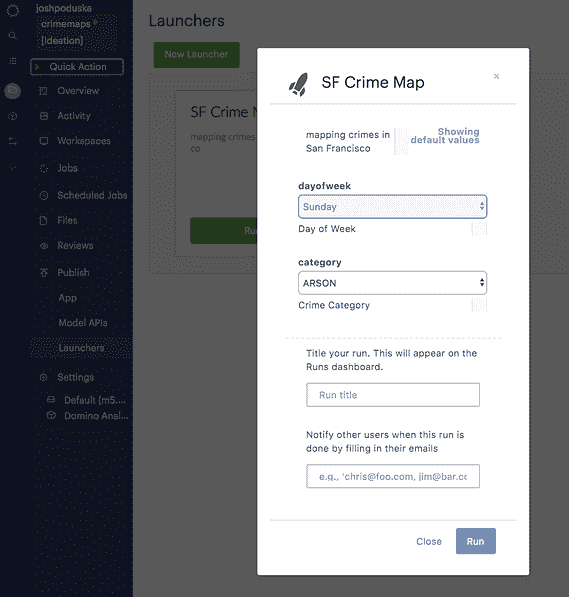 joshpoduska
crimemaps
[Ideation]
Quick Action
Overview
Activity
Workspaces
Jobs
Scheduled Jobs
Files
Reviews
Publish
App
Model APIs
Launchers
Settings
Default (m5....
Domino Anal...
Launchers
New Launcher
SF Crime M
mapping crimes
co
Ru
SF Crime Map
×
mapping crimes in
San Francisco
Showing
default values
dayofweek
Sunday
Day of Week
category
ARSON
Crime Category
Title your run. This will appear on the
Runs dashboard.
Run title
Notify other users when this run is
done by filling in their emails
e.g., 'chris@foo.com, jim@bar.cc
Close
Run